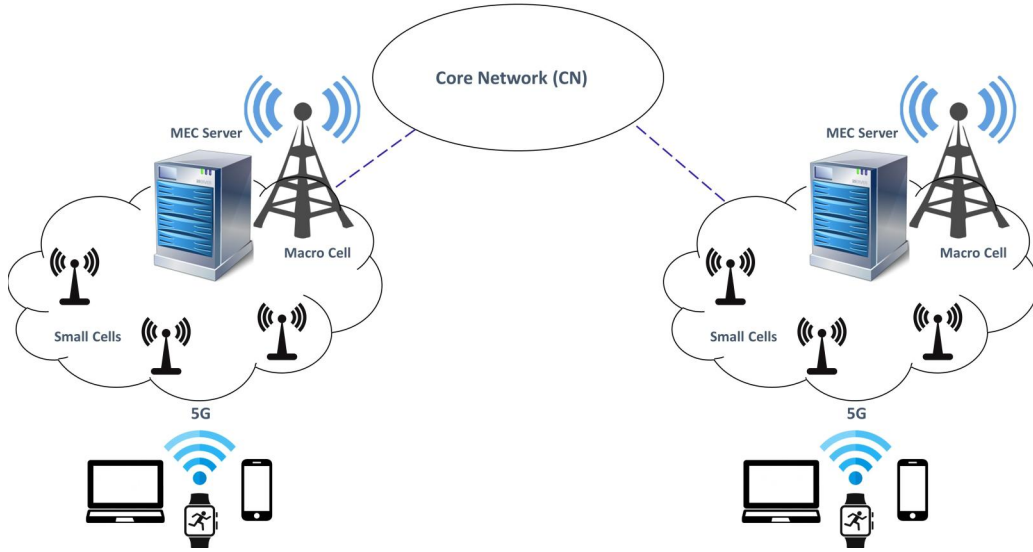 Core Network (CN)
MEC Server
Macro Cell
Small Cells
5G
MEC Server
Macro Cell
Small Cells
5G